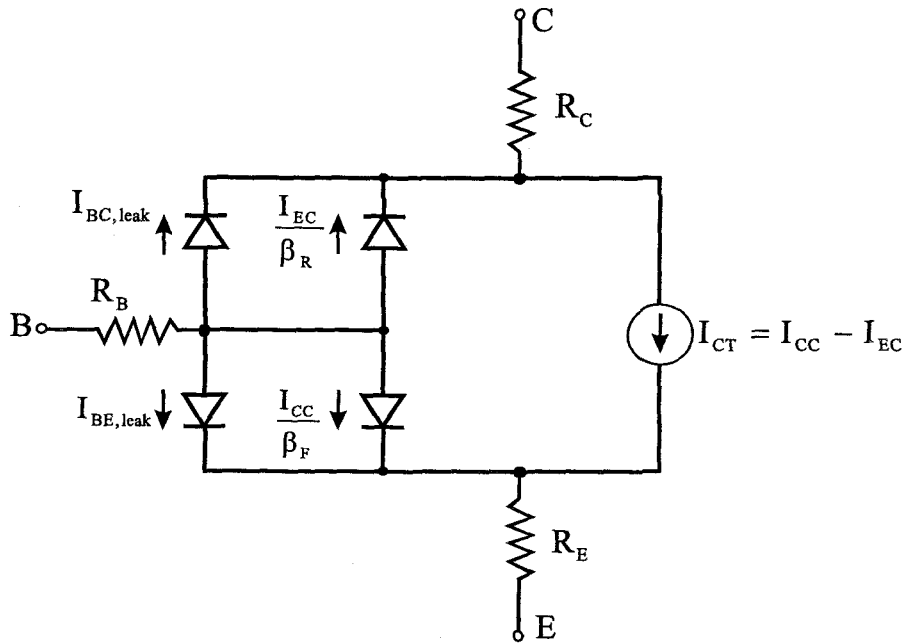 C
R_C
I_BC,leak
I_EC
β_R
R_B
B
I_CT = I_CC − I_EC
I_BE,leak
I_CC
β_F
R_E
E